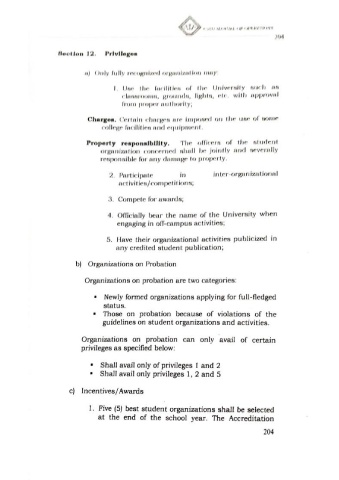 204
Section 12. Privileges
a) Only fully recognized organization may:
1. Use the facilities of the University such as
classrooms, grounds, lights, etc. with approval
from proper authority;
Charges. Certain charges are imposed on the use of some
college facilities and equipment.
Property responsibility. The officers of the student
organization concerned shall be jointly and severally
responsible for any damage to property.
2. Participate in inter-organizational
activities/competitions;
3. Compete for awards;
4. Officially bear the name of the University when
engaging in off-campus activities;
5. Have their organizational activities publicized in
any credited student publication;
b) Organizations on Probation
Organizations on probation are two categories:
• Newly formed organizations applying for full-fledged
status.
• Those on probation because of violations of the
guidelines on student organizations and activities.
Organizations on probation can only avail of certain
privileges as specified below:
• Shall avail only of privileges 1 and 2
• Shall avail only privileges 1, 2 and 5
c) Incentives/Awards
1. Five (5) best student organizations shall be selected
at the end of the school year. The Accreditation
204